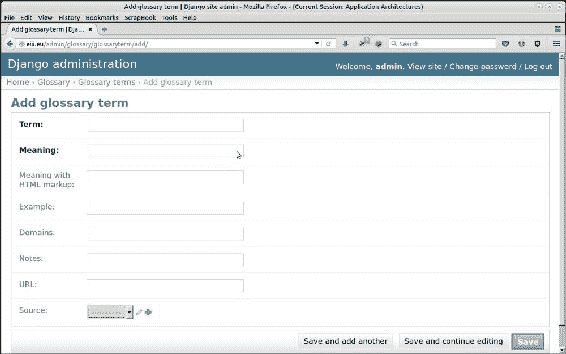 Add glossary term | Django site admin - Mozilla Firefox - (Current Session: Application Architectures)
File Edit View History Bookmarks ScrapBook Tools Help
Add glossary term | Dja...
eix.eu/admin/glossary/glossaryterm/add/ Search
Django administration
Welcome, admin. View site / Change password / Log out
Home › Glossary › Glossary terms › Add glossary term
Add glossary term
Term:
Meaning:
Meaning with
HTML markup:
Example:
Domains:
Notes:
URL:
Source: ---------
Save and add another Save and continue editing Save